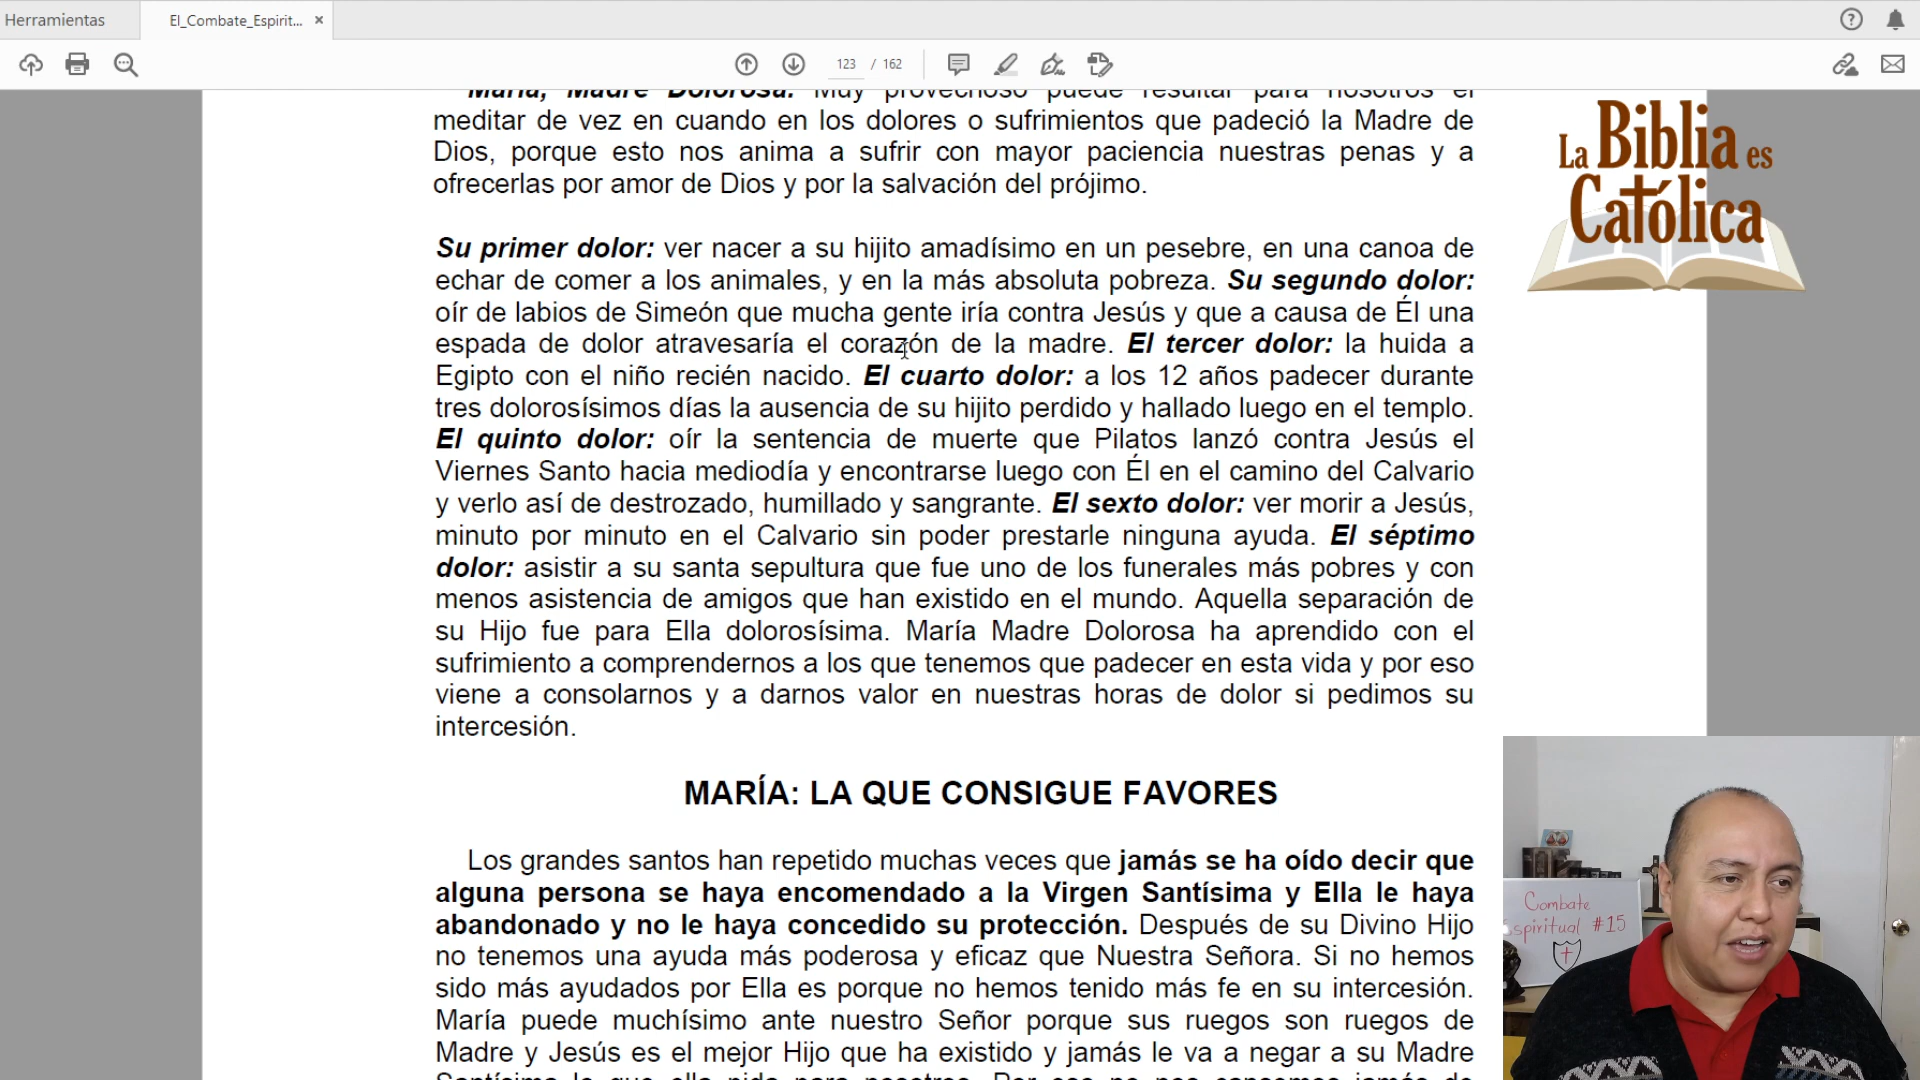 Herramientas
El_Combate_Espirit... ×
123 / 162
María, Madre Dolorosa: Muy provechoso puede resultar para nosotros el
meditar de vez en cuando en los dolores o sufrimientos que padeció la Madre de
Dios, porque esto nos anima a sufrir con mayor paciencia nuestras penas y a
ofrecerlas por amor de Dios y por la salvación del prójimo.
Su primer dolor: ver nacer a su hijito amadísimo en un pesebre, en una canoa de
echar de comer a los animales, y en la más absoluta pobreza. Su segundo dolor:
oír de labios de Simeón que mucha gente iría contra Jesús y que a causa de Él una
espada de dolor atravesaría el corazón de la madre. El tercer dolor: la huida a
Egipto con el niño recién nacido. El cuarto dolor: a los 12 años padecer durante
tres dolorosísimos días la ausencia de su hijito perdido y hallado luego en el templo.
El quinto dolor: oír la sentencia de muerte que Pilatos lanzó contra Jesús el
Viernes Santo hacia mediodía y encontrarse luego con Él en el camino del Calvario
y verlo así de destrozado, humillado y sangrante. El sexto dolor: ver morir a Jesús,
minuto por minuto en el Calvario sin poder prestarle ninguna ayuda. El séptimo
dolor: asistir a su santa sepultura que fue uno de los funerales más pobres y con
menos asistencia de amigos que han existido en el mundo. Aquella separación de
su Hijo fue para Ella dolorosísima. María Madre Dolorosa ha aprendido con el
sufrimiento a comprendernos a los que tenemos que padecer en esta vida y por eso
viene a consolarnos y a darnos valor en nuestras horas de dolor si pedimos su
intercesión.
MARÍA: LA QUE CONSIGUE FAVORES
Los grandes santos han repetido muchas veces que jamás se ha oído decir que
alguna persona se haya encomendado a la Virgen Santísima y Ella le haya
abandonado y no le haya concedido su protección. Después de su Divino Hijo
no tenemos una ayuda más poderosa y eficaz que Nuestra Señora. Si no hemos
sido más ayudados por Ella es porque no hemos tenido más fe en su intercesión.
María puede muchísimo ante nuestro Señor porque sus ruegos son ruegos de
Madre y Jesús es el mejor Hijo que ha existido y jamás le va a negar a su Madre
La Biblia es
Católica
Combate
Espiritual #15